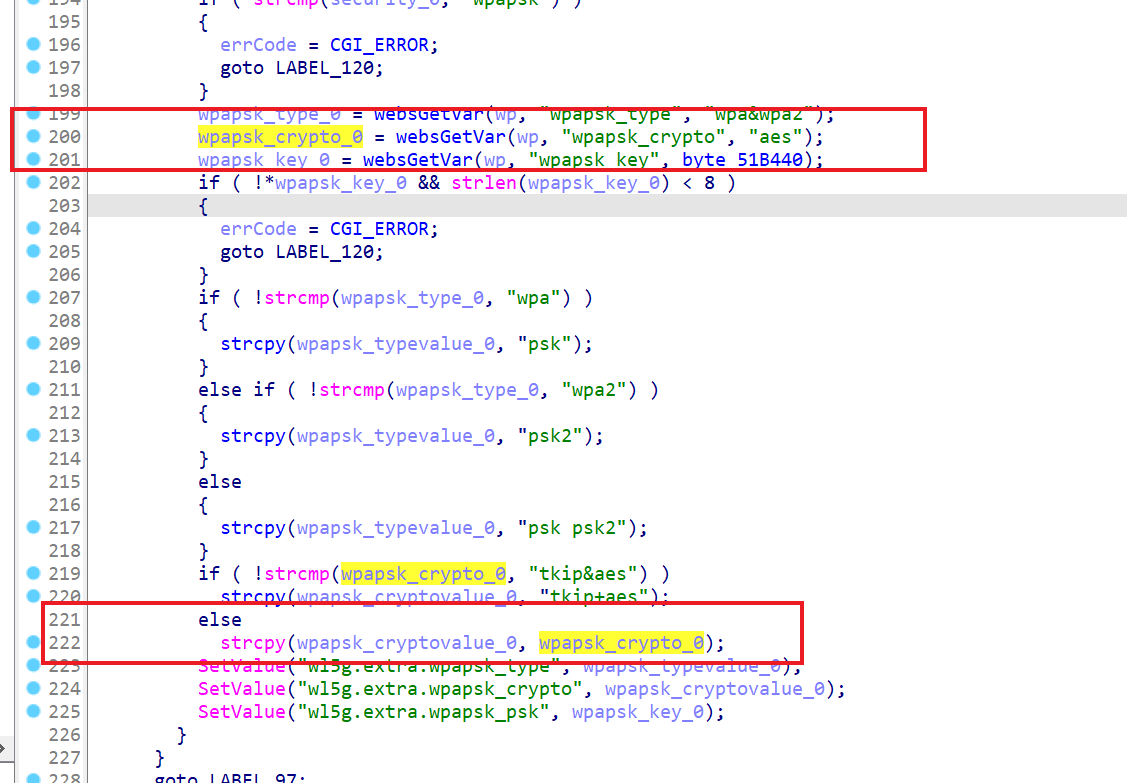 194 if ( strcmp(security_0, "wpapsk") )
195 {
196 errCode = CGI_ERROR;
197 goto LABEL_120;
198 }
199 wpapsk_type_0 = websGetVar(wp, "wpapsk_type", "wpa&wpa2");
200 wpapsk_crypto_0 = websGetVar(wp, "wpapsk_crypto", "aes");
201 wpapsk_key_0 = websGetVar(wp, "wpapsk_key", byte_51B440);
202 if ( !*wpapsk_key_0 && strlen(wpapsk_key_0) < 8 )
203 {
204 errCode = CGI_ERROR;
205 goto LABEL_120;
206 }
207 if ( !strcmp(wpapsk_type_0, "wpa") )
208 {
209 strcpy(wpapsk_typevalue_0, "psk");
210 }
211 else if ( !strcmp(wpapsk_type_0, "wpa2") )
212 {
213 strcpy(wpapsk_typevalue_0, "psk2");
214 }
215 else
216 {
217 strcpy(wpapsk_typevalue_0, "psk psk2");
218 }
219 if ( !strcmp(wpapsk_crypto_0, "tkip&aes") )
220 strcpy(wpapsk_cryptovalue_0, "tkip+aes");
221 else
222 strcpy(wpapsk_cryptovalue_0, wpapsk_crypto_0);
223 SetValue("wl5g.extra.wpapsk_type", wpapsk_typevalue_0);
224 SetValue("wl5g.extra.wpapsk_crypto", wpapsk_cryptovalue_0);
225 SetValue("wl5g.extra.wpapsk_psk", wpapsk_key_0);
226 }
227 }
228 goto LABEL_97;